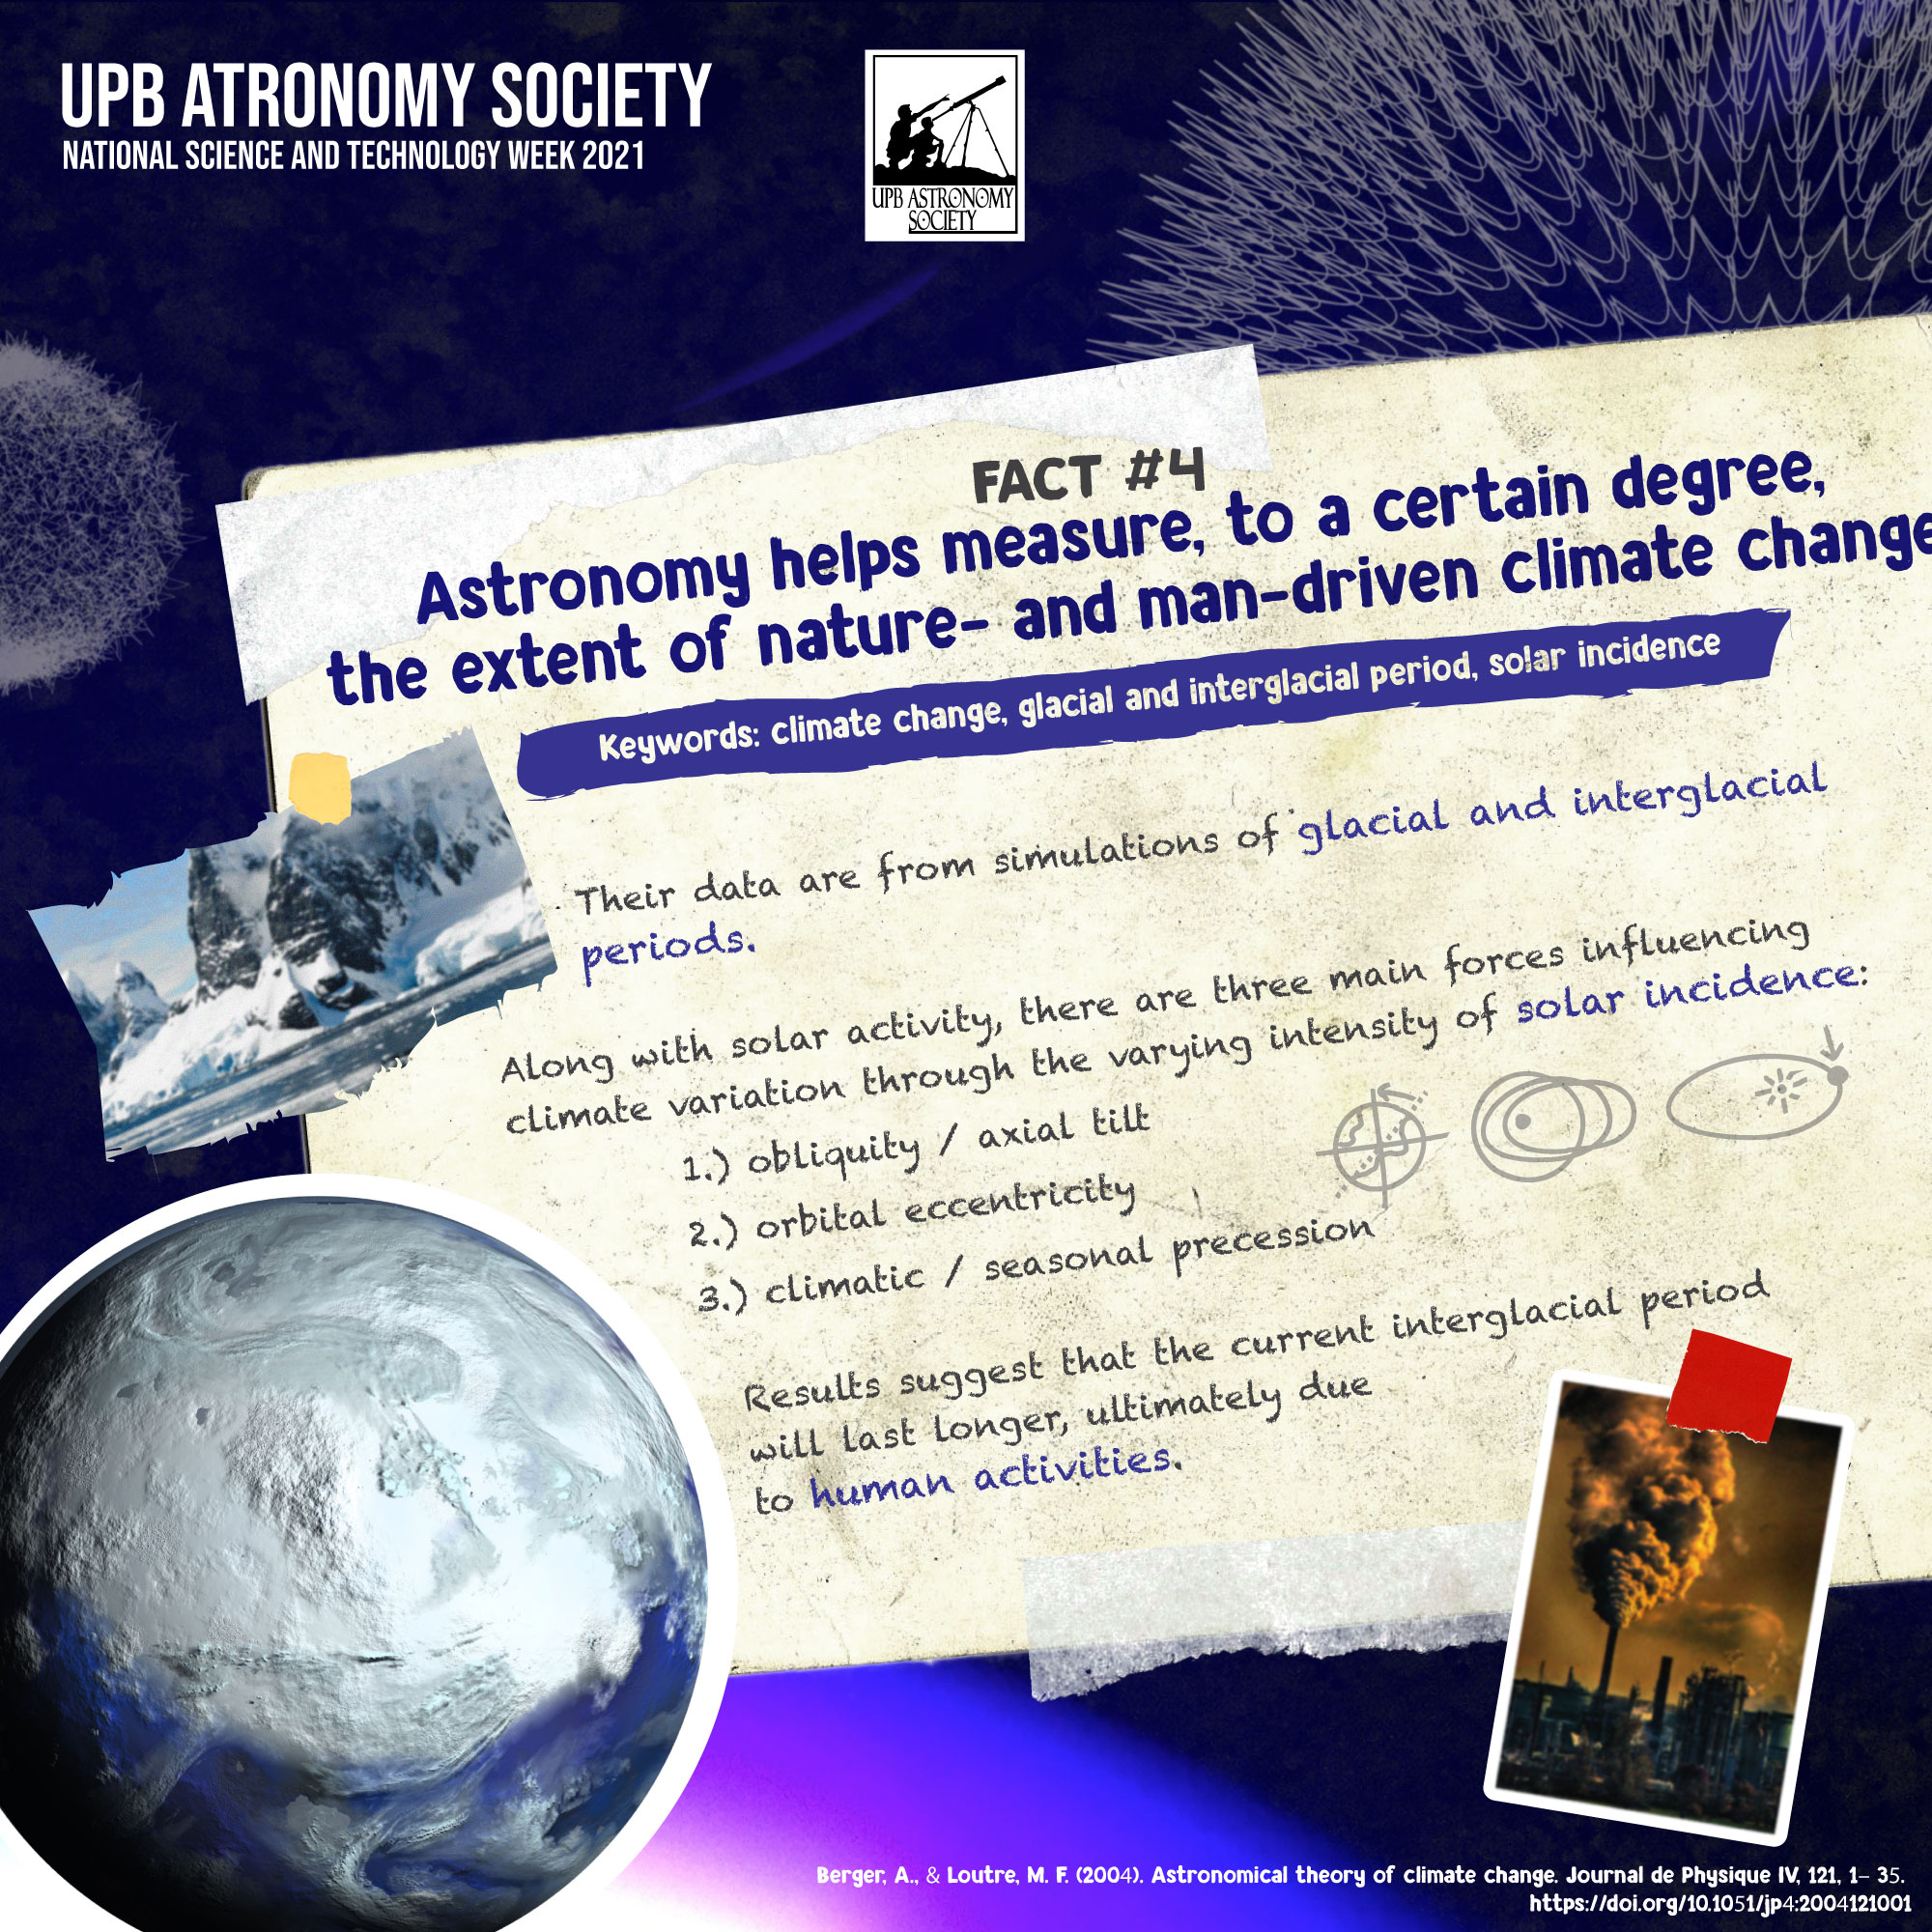 UPB ATRONOMY SOCIETY
NATIONAL SCIENCE AND TECHNOLOGY WEEK 2021
UPB ASTRONOMY
SOCIETY
FACT #4
Astronomy helps measure, to a certain degree,
the extent of nature- and man-driven climate change
Keywords: climate change, glacial and interglacial period, solar incidence
Their data are from simulations of glacial and interglacial
periods.
Along with solar activity, there are three main forces influencing
climate variation through the varying intensity of solar incidence:
1.) obliquity / axial tilt
2.) orbital eccentricity
3.) climatic / seasonal precession
Results suggest that the current interglacial period
will last longer, ultimately due
to human activities.
Berger, A., & Loutre, M. F. (2004). Astronomical theory of climate change. Journal de Physique IV, 121, 1– 35.
https://doi.org/10.1051/jp4:2004121001